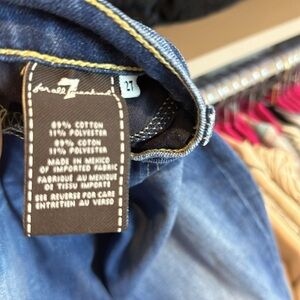 for all 7 mankind
27
89% COTTON
11% POLYESTER
89% COTON
11% POLYESTER
MADE IN MEXICO
OF IMPORTED FABRIC
FABRIQUÉ AU MEXIQUE
DE TISSU IMPORTE
SEE REVERSE FOR CARE
ENTRETIEN AU VERSO